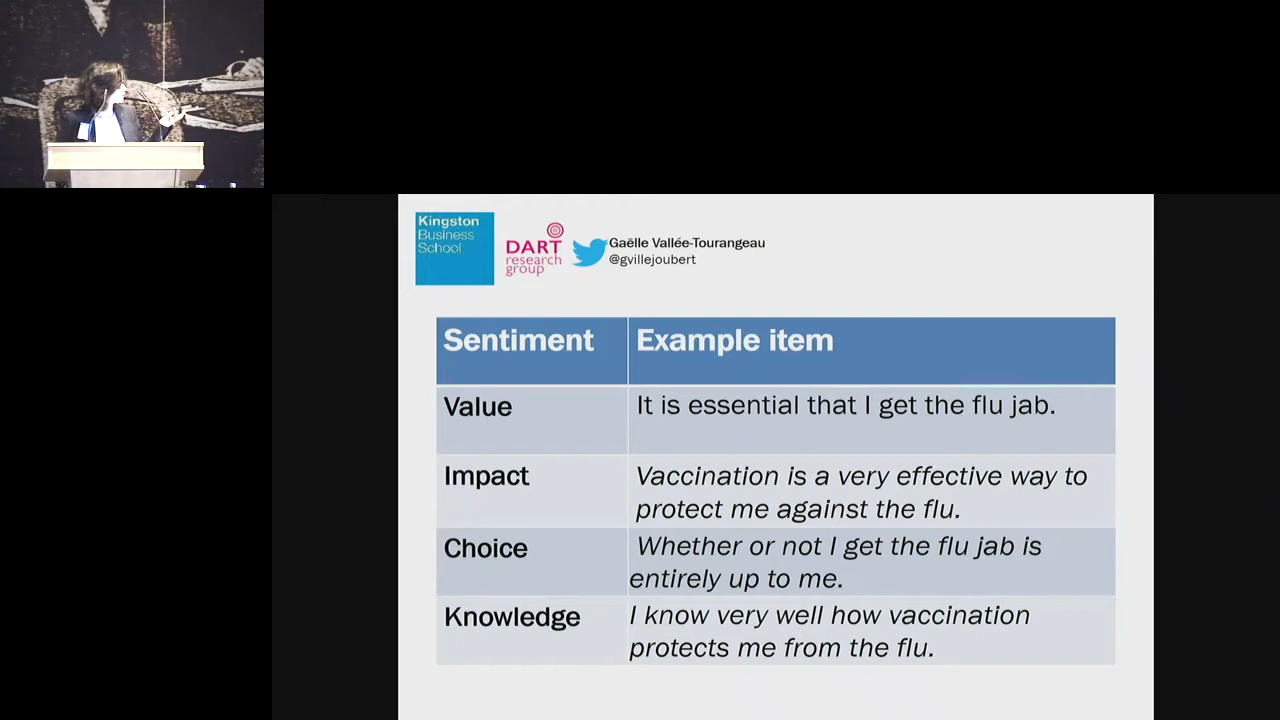 Kingston
Business
School
DART
research
group
Gaëlle Vallée-Tourangeau
@gvillejoubert
Sentiment Example item
Value It is essential that I get the flu jab.
Impact Vaccination is a very effective way to
protect me against the flu.
Choice Whether or not I get the flu jab is
entirely up to me.
Knowledge I know very well how vaccination
protects me from the flu.